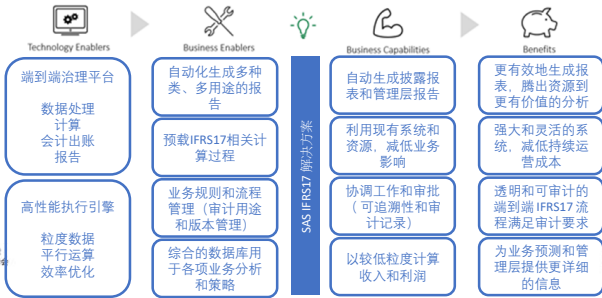 Technology Enablers
Business Enablers
Business Capabilities
Benefits
端到端治理平台
数据处理
计算
会计出账
报告
高性能执行引擎
粒度数据
平行运算
效率优化
自动化生成多种
类、多用途的报
告
预载IFRS17相关计
算过程
业务规则和流程
管理（审计用途
和版本管理）
综合的数据库用
于各项业务分析
和策略
SAS IFRS17 解决方案
自动生成披露报
表和管理层报告
利用现有系统和
资源，减低业务
影响
协调工作和审批
（可追溯性和审
计记录）
以较低粒度计算
收入和利润
更有效地生成报
表，腾出资源到
更有价值的分析
强大和灵活的系
统，减低持续运
营成本
透明和可审计的
端到端 IFRS17 流
程满足审计要求
为业务预测和管
理层提供更详细
的信息